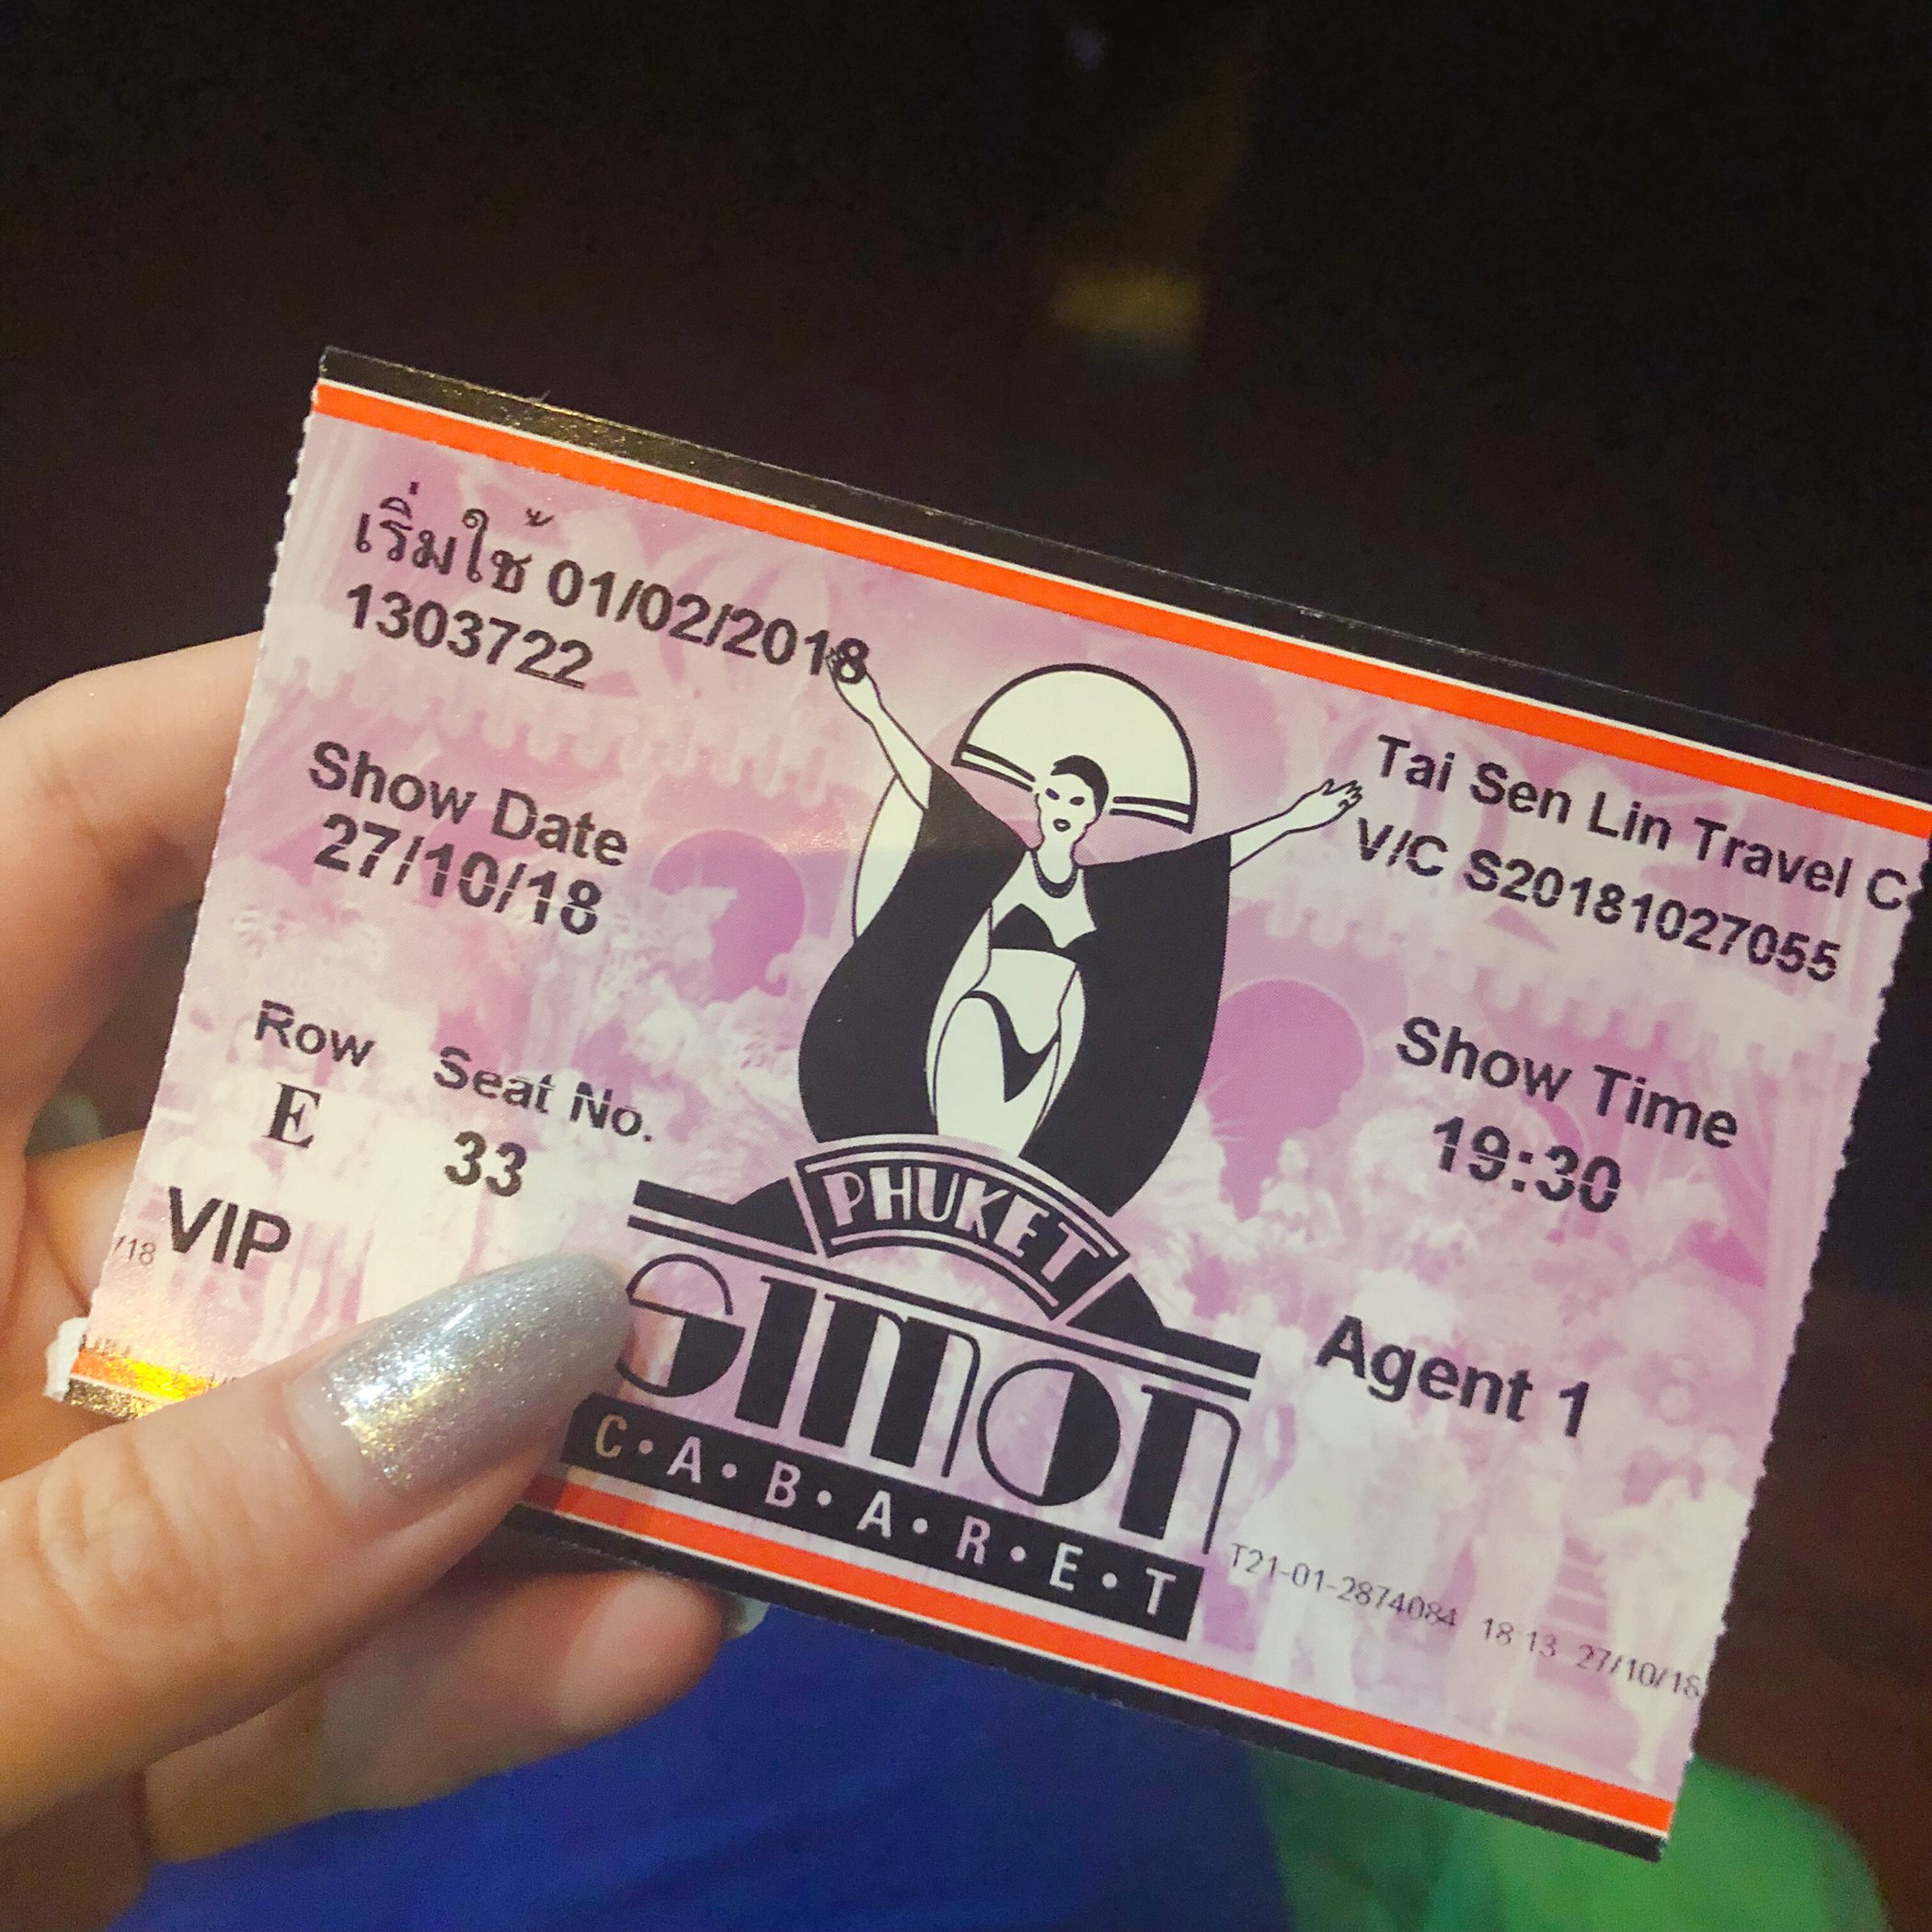 เริ่มใช้ 01/02/2018
1303722
Tai Sen Lin Travel
V/C S20181027055
Show Date
27/10/18
Show Time
19:30
Row Seat No.
E 33
VIP
Agent 1
PHUKET
SIMON
C•A•B•A•R•E•T
/18
T21-01-2874084 18:13 27/10/18